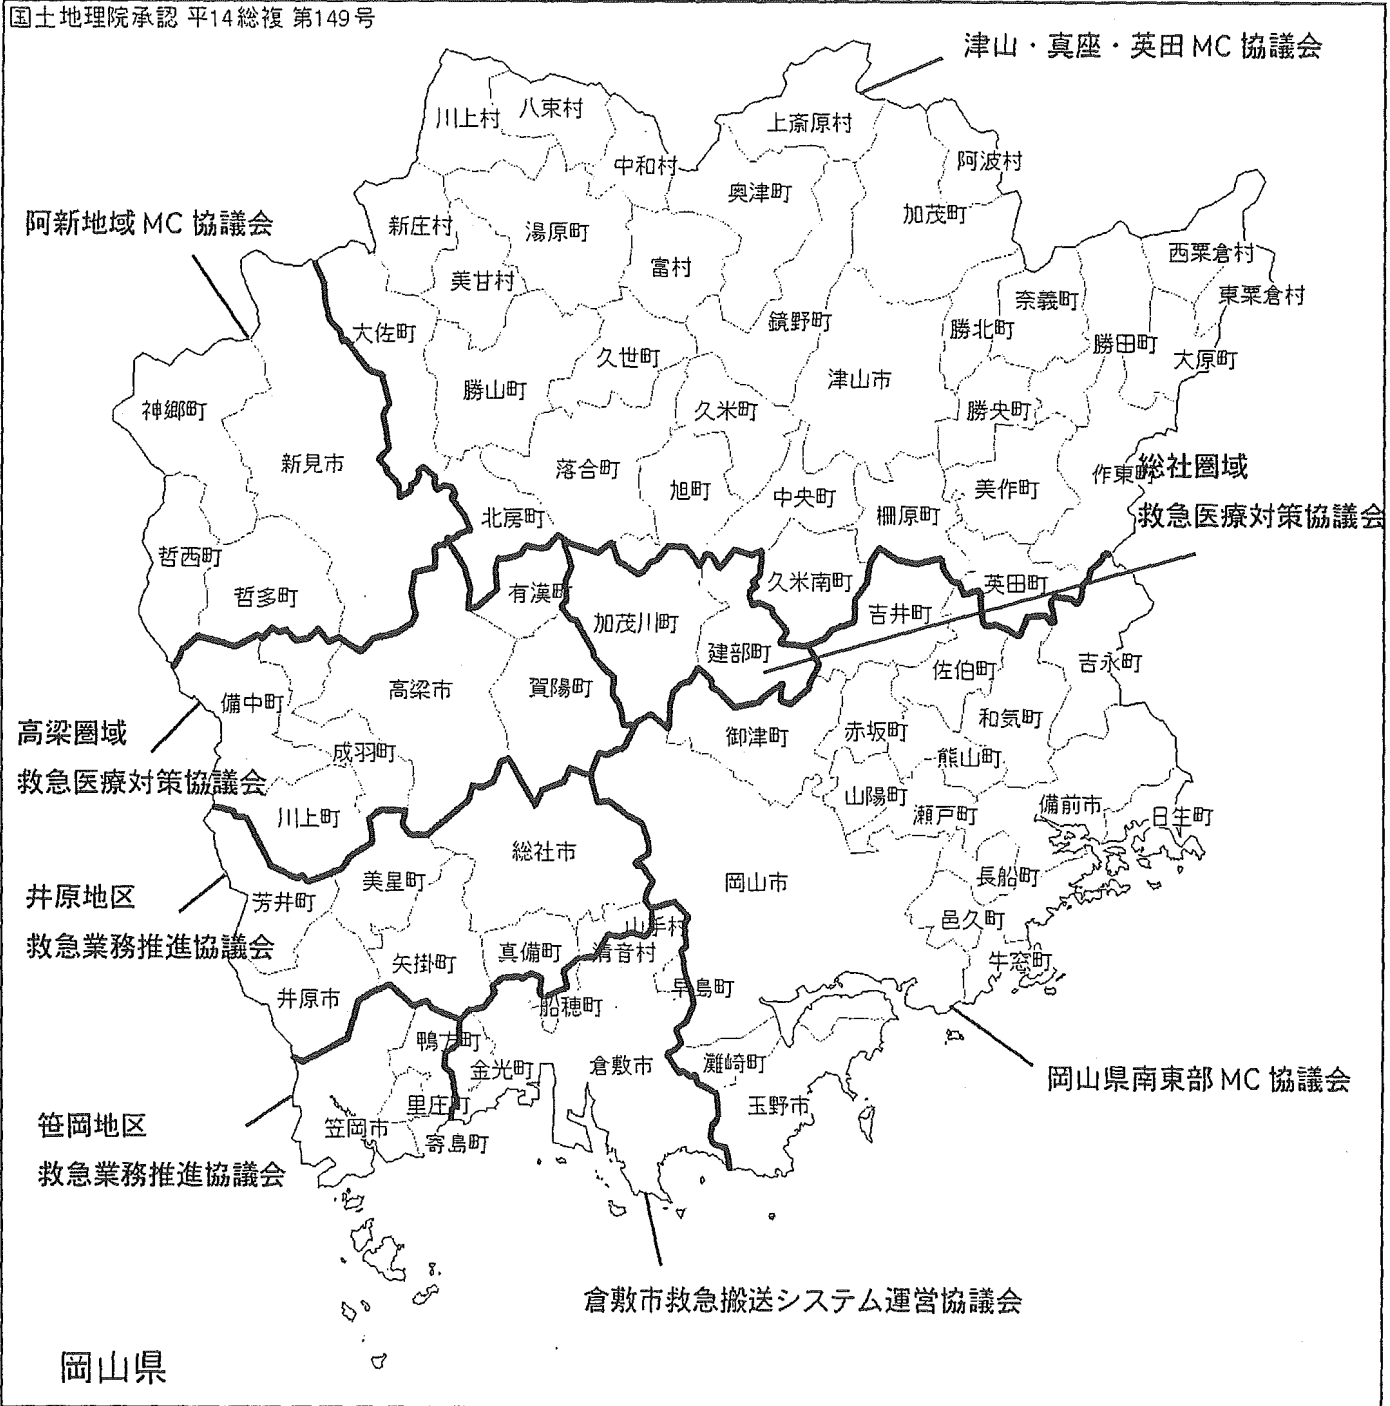 国土地理院承認 平14総複 第149号
津山・真座・英田MC協議会
川上村
八束村
上斎原村
中和村
阿波村
奥津町
阿新地域MC協議会
新庄村
湯原町
加茂町
富村
美甘村
西粟倉村
東粟倉村
奈義町
大佐町
鏡野町
勝北町
勝田町
久世町
大原町
勝山町
津山市
神郷町
久米町
勝央町
新見市
落合町
旭町
中央町
美作町
作東町
総社圏域
救急医療対策協議会
北房町
柵原町
哲西町
哲多町
有漢町
加茂川町
久米南町
英田町
吉井町
建部町
佐伯町
吉永町
備中町
高梁市
賀陽町
高梁圏域
救急医療対策協議会
成羽町
御津町
赤坂町
和気町
熊山町
川上町
山陽町
瀬戸町
備前市
日生町
総社市
美星町
岡山市
長船町
井原地区
救急業務推進協議会
芳井町
山手村
邑久町
真備町
清音村
矢掛町
牛窓町
井原市
早島町
船穂町
鴨方町
金光町
倉敷市
灘崎町
岡山県南東部MC協議会
里庄町
玉野市
笹岡地区
救急業務推進協議会
笠岡市
寄島町
倉敷市救急搬送システム運営協議会
岡山県